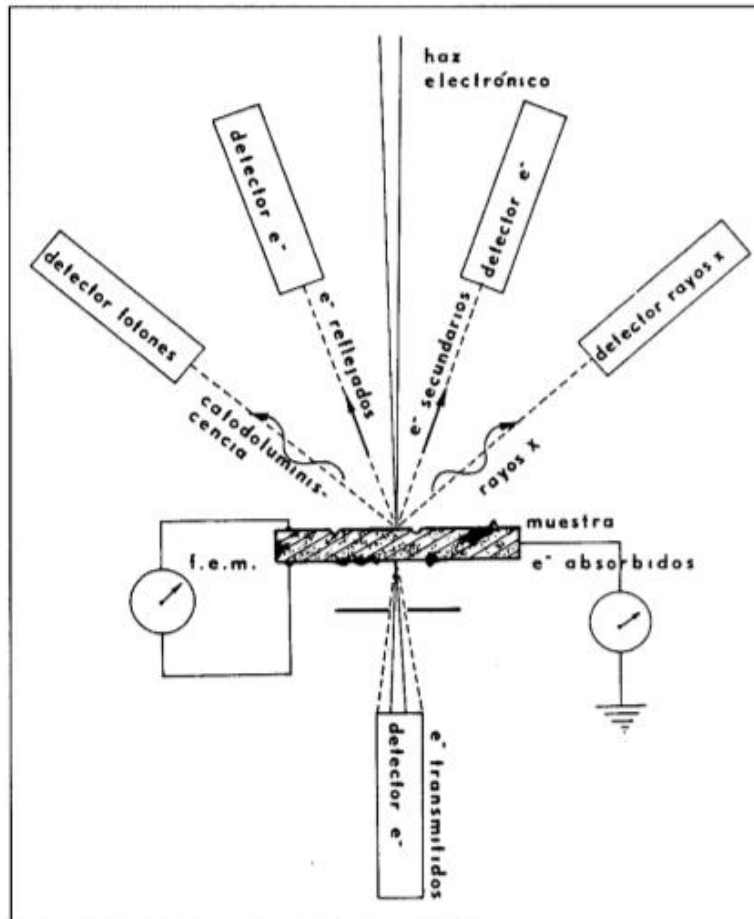 haz
electrónico
detector e⁻
detector e⁻
detector fotones
detector rayos x
e⁻ reflejados
e⁻ secundarios
catodoluminis-
cencia
rayos X
muestra
f.e.m.
e⁻ absorbidos
detector e⁻
e⁻ transmitidos